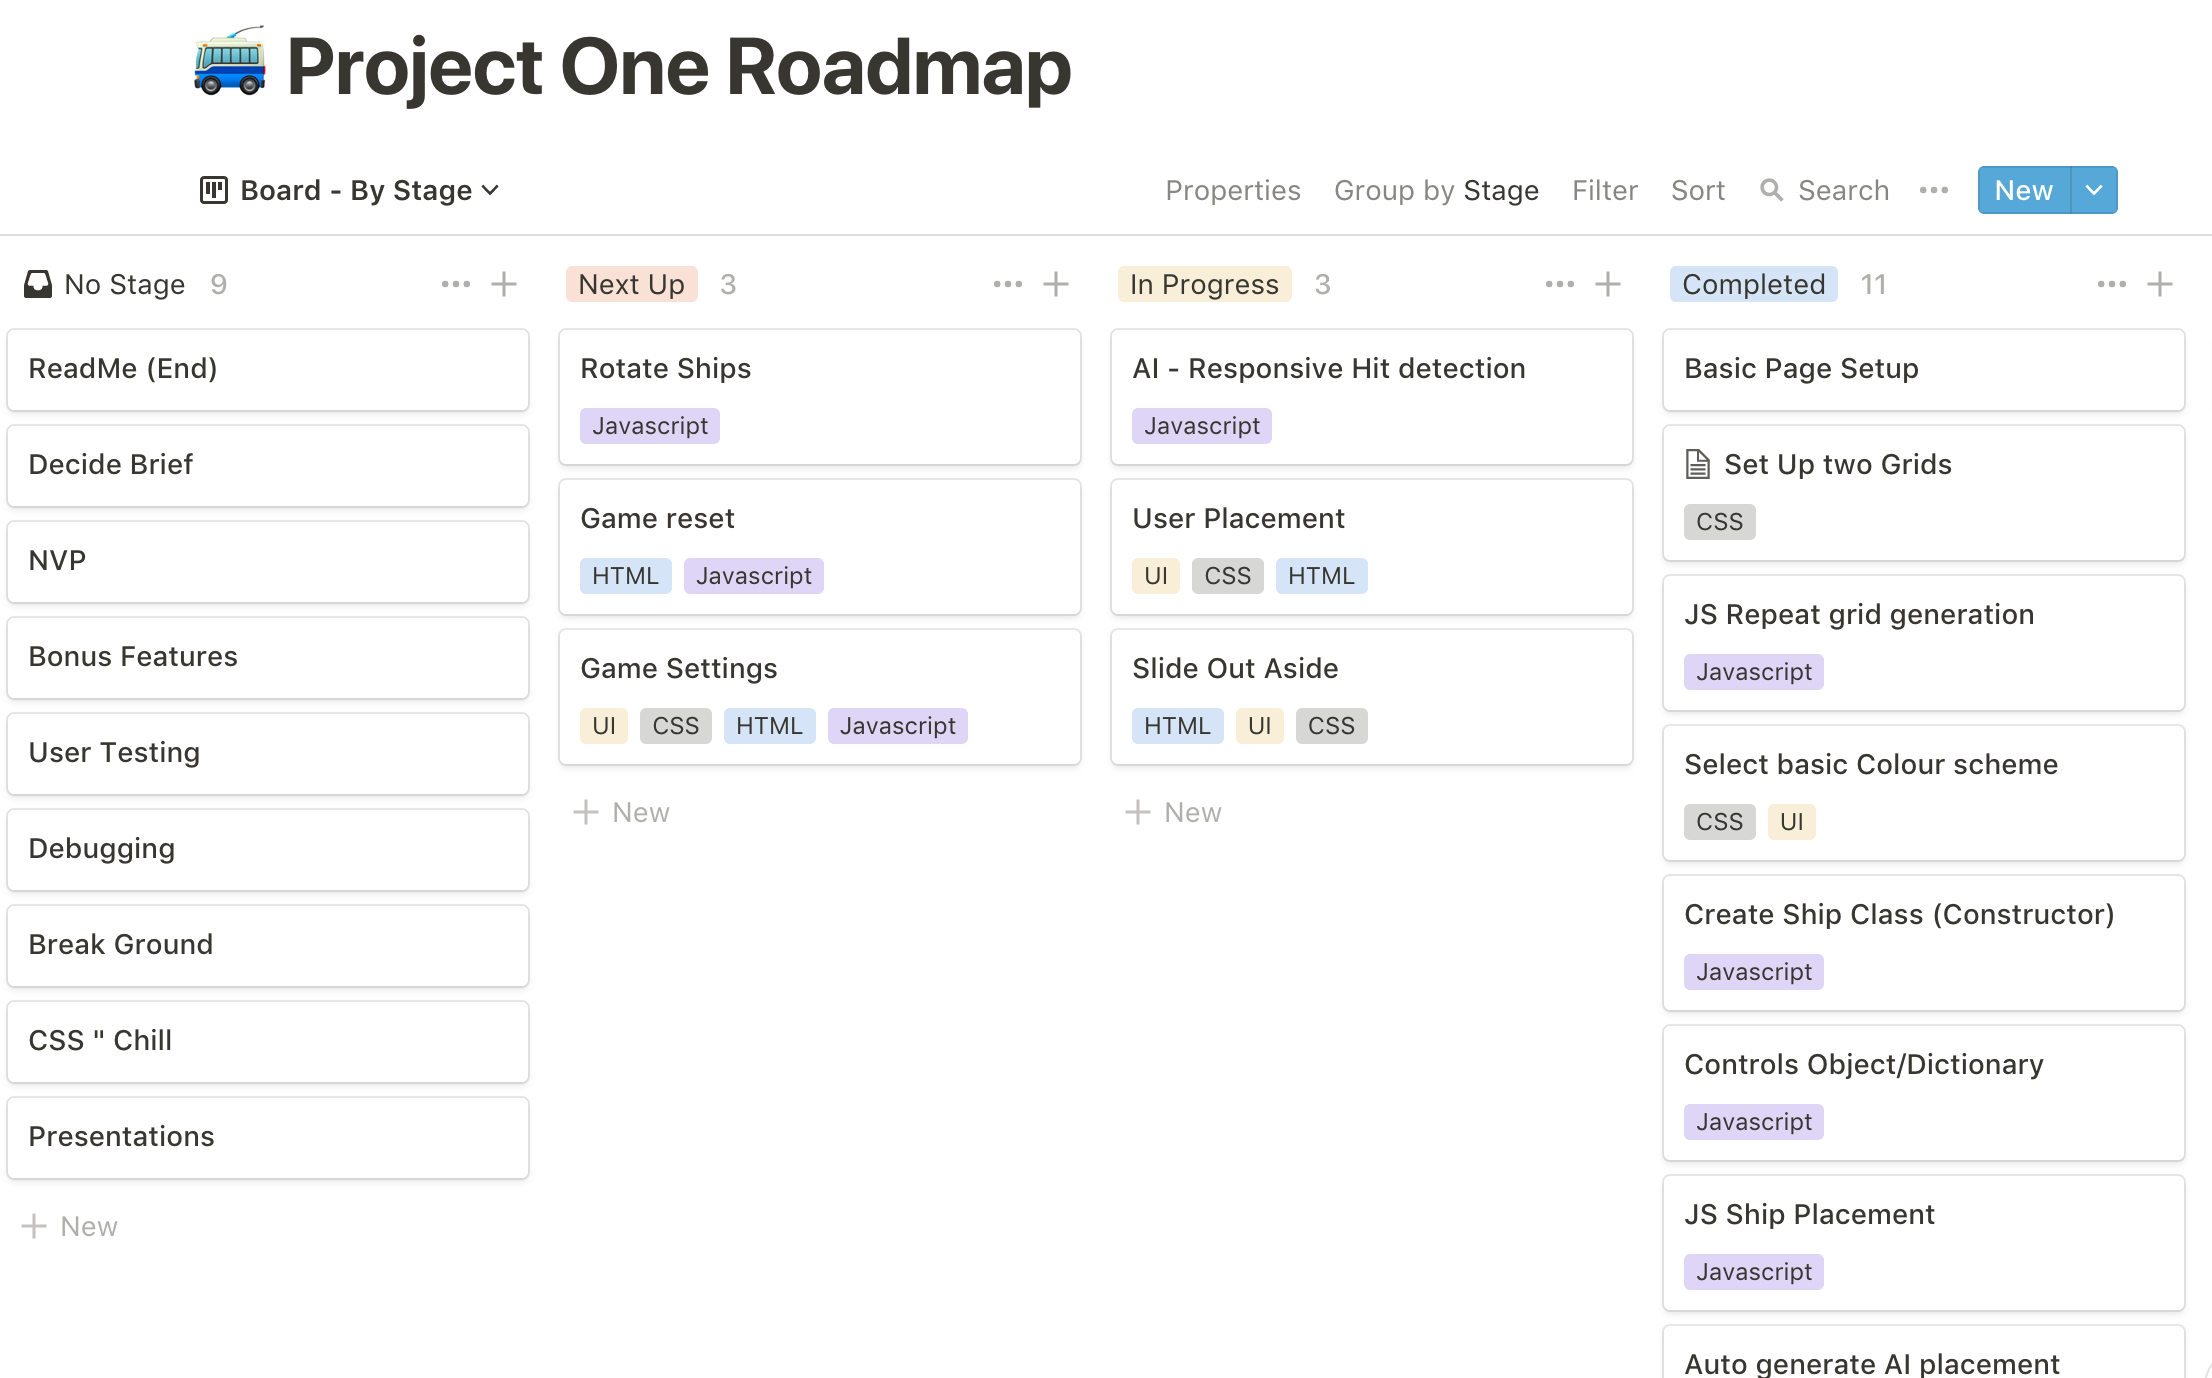 Project One Roadmap
Board - By Stage
Properties
Group by Stage
Filter
Sort
Search
New
No Stage 9
ReadMe (End)
Decide Brief
NVP
Bonus Features
User Testing
Debugging
Break Ground
CSS " Chill
Presentations
New
Next Up 3
Rotate Ships
Javascript
Game reset
HTML Javascript
Game Settings
UI CSS HTML Javascript
New
In Progress 3
AI - Responsive Hit detection
Javascript
User Placement
UI CSS HTML
Slide Out Aside
HTML UI CSS
New
Completed 11
Basic Page Setup
Set Up two Grids
CSS
JS Repeat grid generation
Javascript
Select basic Colour scheme
CSS UI
Create Ship Class (Constructor)
Javascript
Controls Object/Dictionary
Javascript
JS Ship Placement
Javascript
Auto generate AI placement